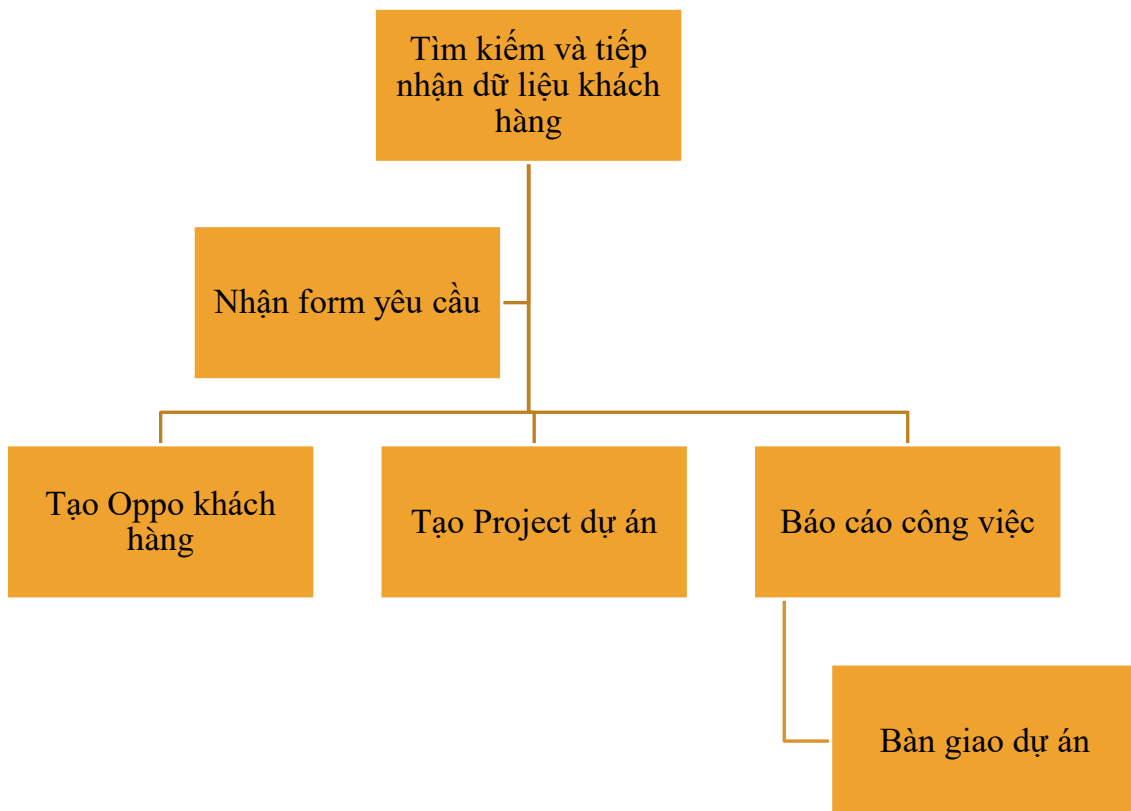 Tìm kiếm và tiếp
nhận dữ liệu khách
hàng
Nhận form yêu cầu
Tạo Oppo khách
hàng
Tạo Project dự án
Báo cáo công việc
Bàn giao dự án